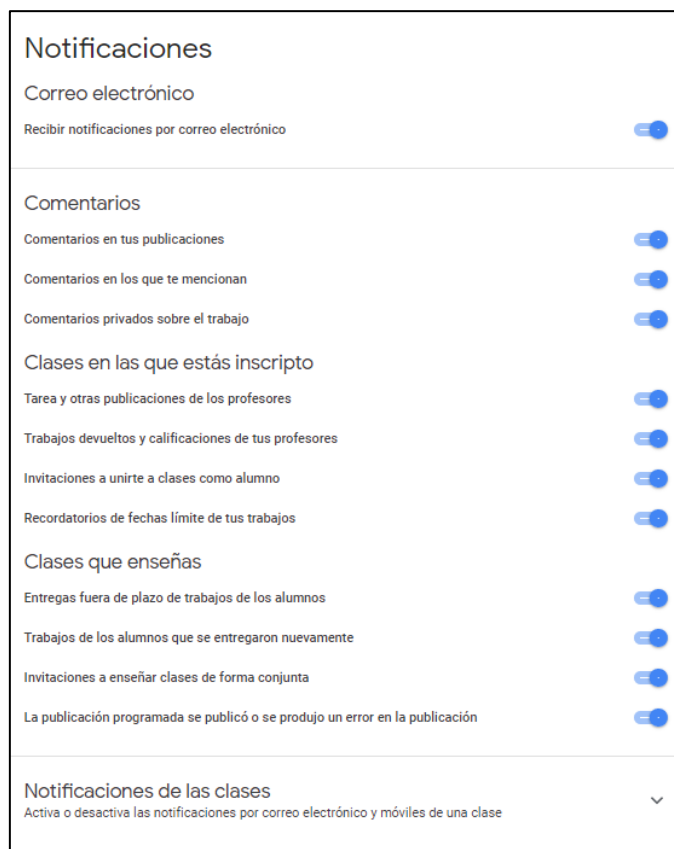 Notificaciones
Correo electrónico
Recibir notificaciones por correo electrónico
Comentarios
Comentarios en tus publicaciones
Comentarios en los que te mencionan
Comentarios privados sobre el trabajo
Clases en las que estás inscripto
Tarea y otras publicaciones de los profesores
Trabajos devueltos y calificaciones de tus profesores
Invitaciones a unirte a clases como alumno
Recordatorios de fechas límite de tus trabajos
Clases que enseñas
Entregas fuera de plazo de trabajos de los alumnos
Trabajos de los alumnos que se entregaron nuevamente
Invitaciones a enseñar clases de forma conjunta
La publicación programada se publicó o se produjo un error en la publicación
Notificaciones de las clases
Activa o desactiva las notificaciones por correo electrónico y móviles de una clase